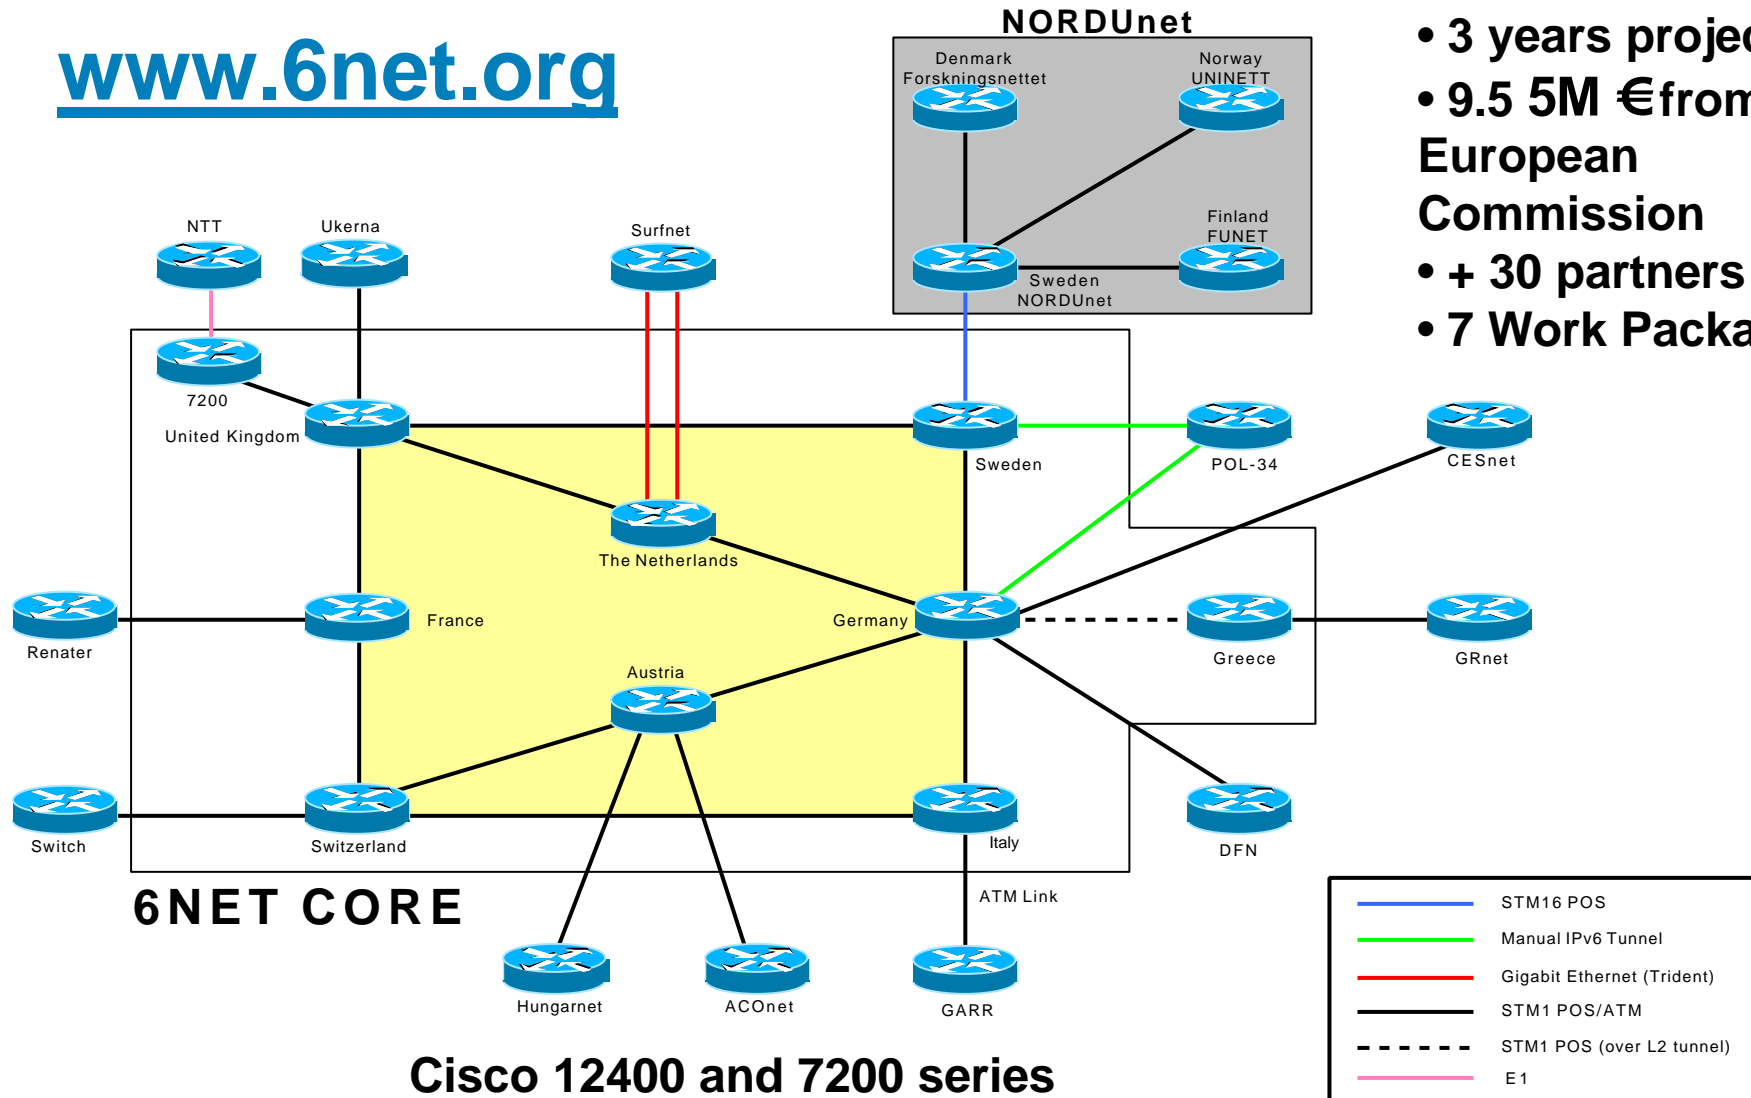 www.6net.org
NORDUnet
Denmark
Forskningsnettet
Norway
UNINETT
Finland
FUNET
Sweden
NORDUnet
• 3 years projec
• 9.5 5M € from
European
Commission
• + 30 partners
• 7 Work Packa
NTT
Ukerna
Surfnet
7200
United Kingdom
Sweden
POL-34
CESnet
The Netherlands
Renater
France
Germany
Greece
GRnet
Austria
Switch
Switzerland
Italy
DFN
6NET CORE
ATM Link
Hungarnet
ACOnet
GARR
STM16 POS
Manual IPv6 Tunnel
Gigabit Ethernet (Trident)
STM1 POS/ATM
STM1 POS (over L2 tunnel)
E1
Cisco 12400 and 7200 series